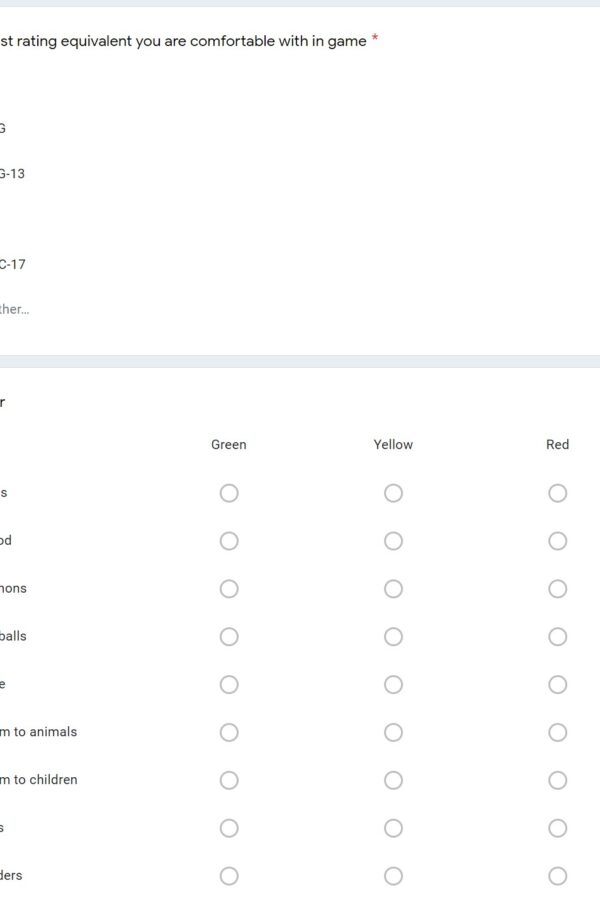 st rating equivalent you are comfortable with in game *
G
G-13
C-17
ther...
r
Green Yellow Red
s
od
mons
balls
e
m to animals
m to children
s
ders